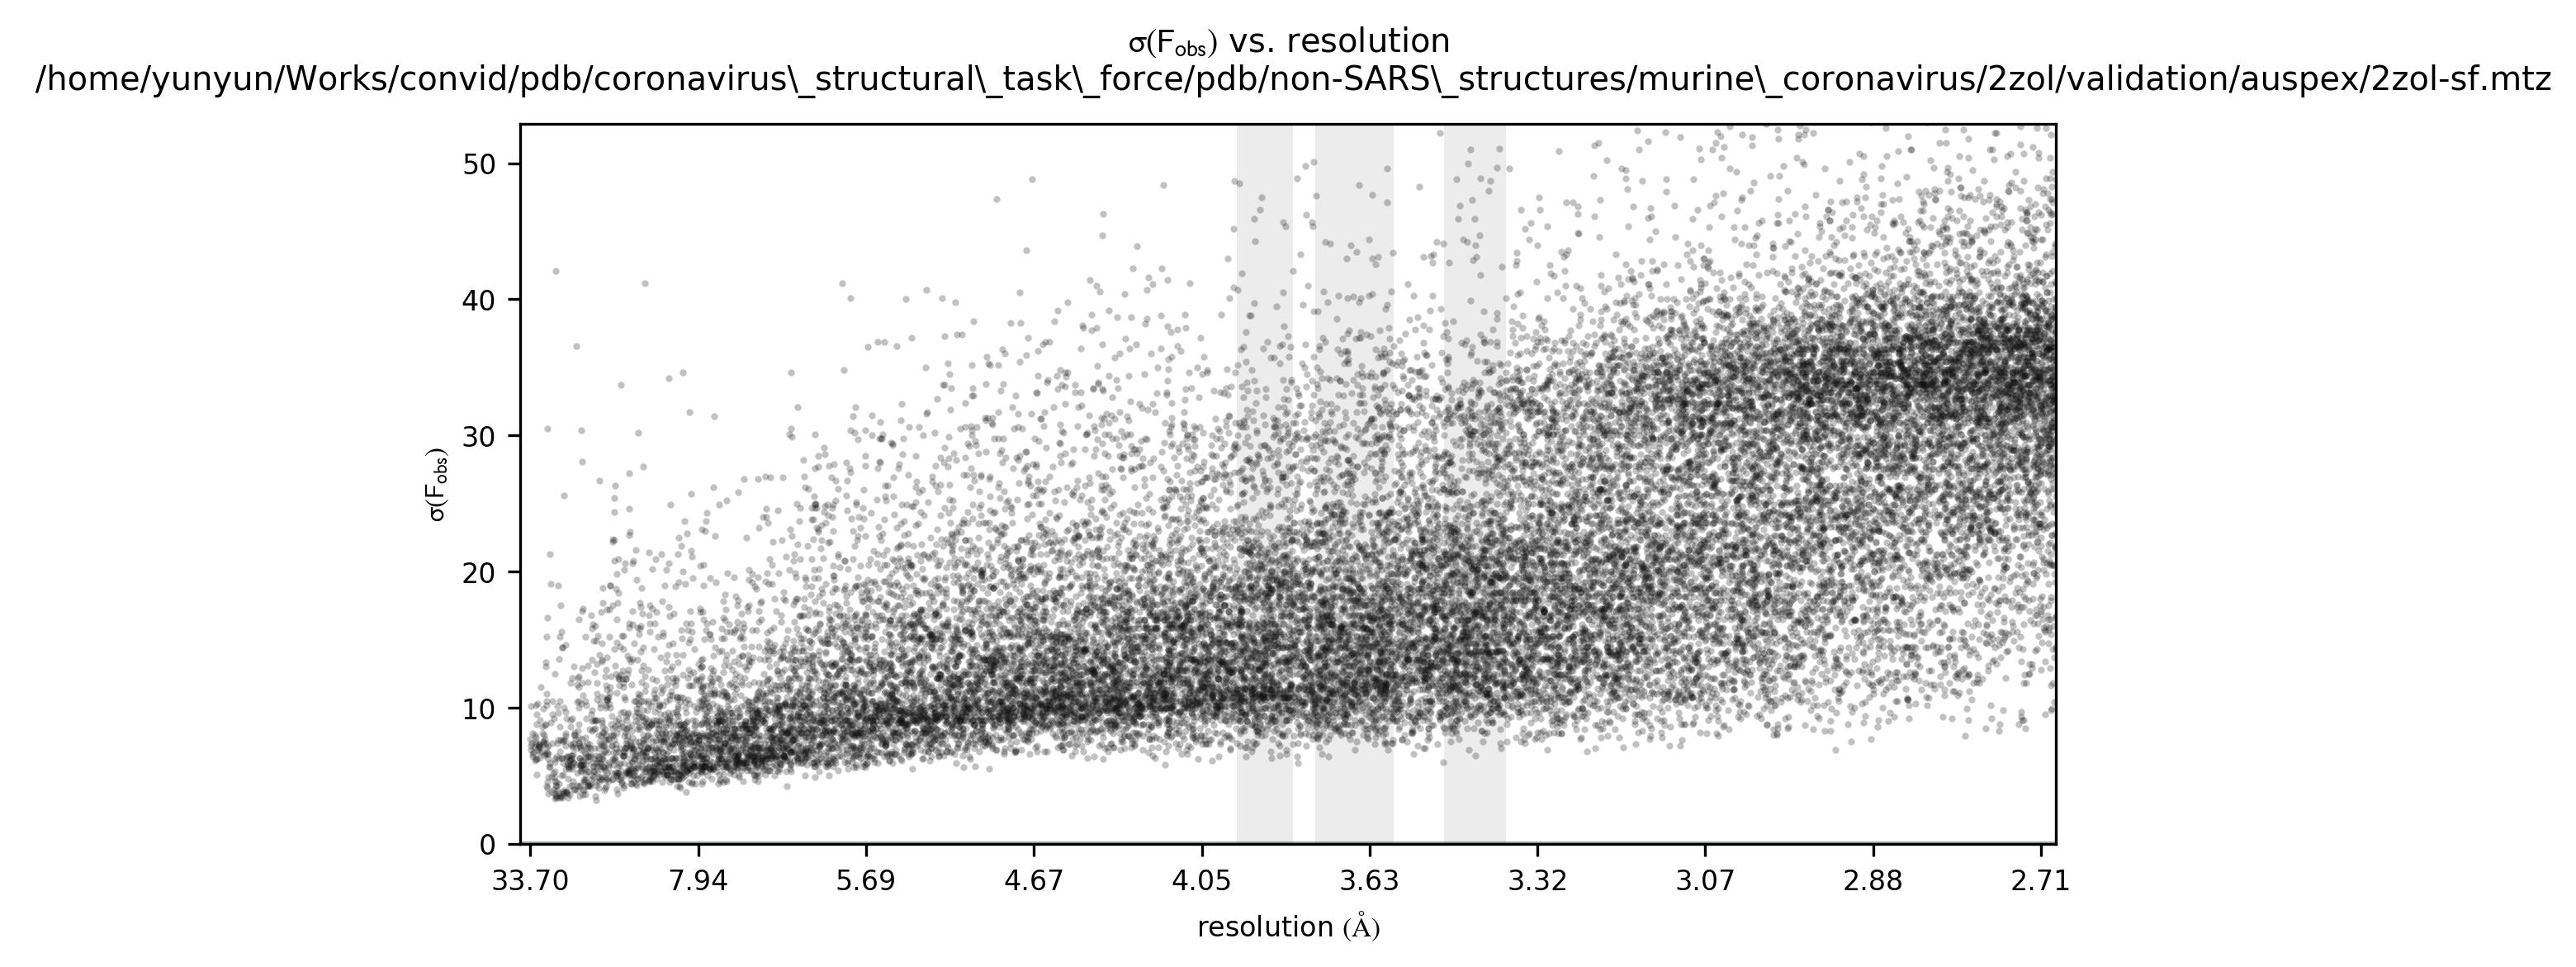 σ(Fobs) vs. resolution
/home/yunyun/Works/convid/pdb/coronavirus\_structural\_task\_force/pdb/non-SARS\_structures/murine\_coronavirus/2zol/validation/auspex/2zol-sf.mtz
50
40
30
20
10
0
σ(Fobs)
33.70 7.94 5.69 4.67 4.05 3.63 3.32 3.07 2.88 2.71
resolution (Å)